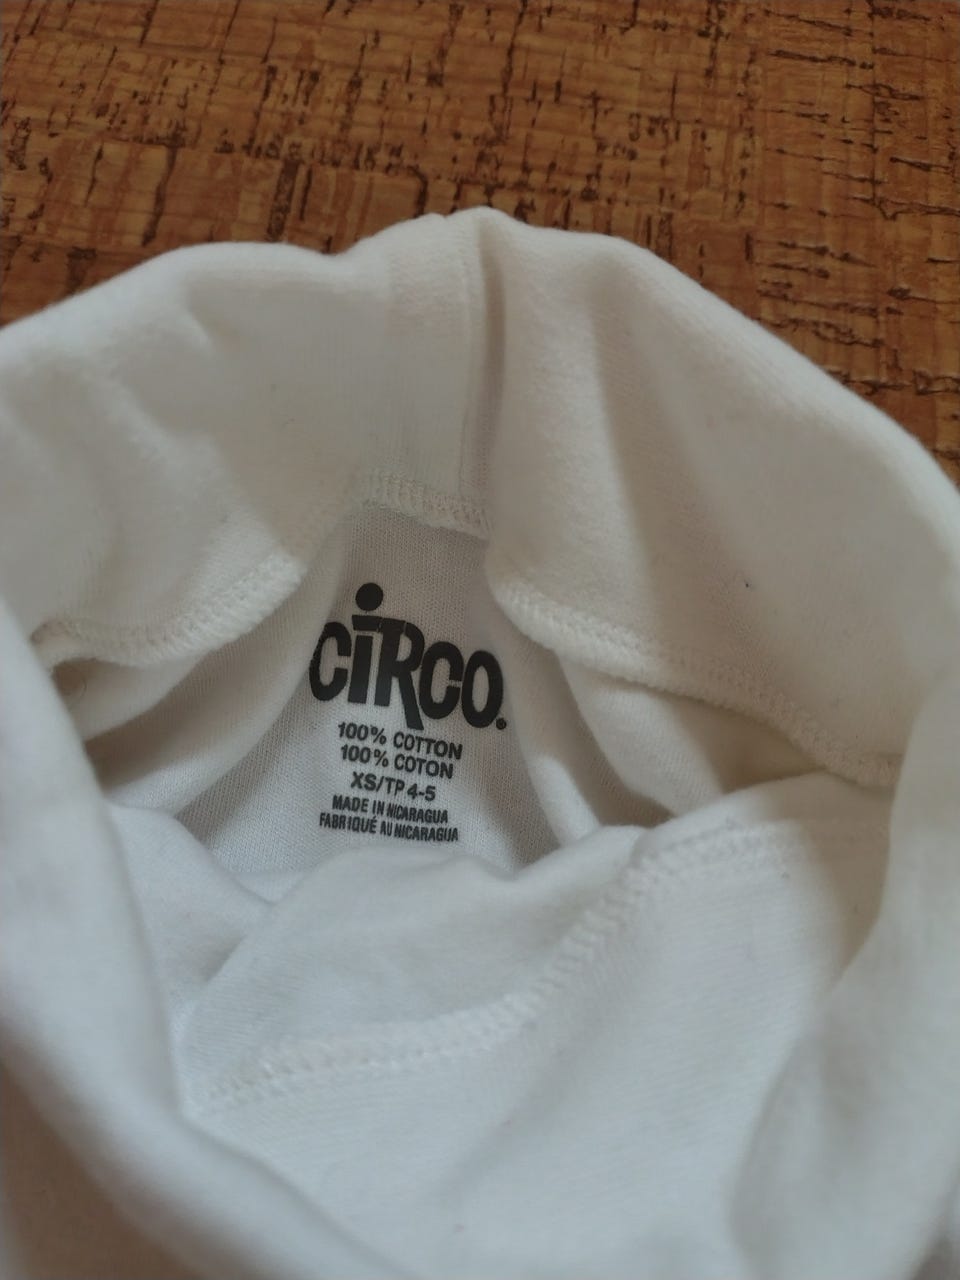 CiRCO.
100% COTTON
100% COTON
XS/TP 4-5
MADE IN NICARAGUA
FABRIQUÉ AU NICARAGUA